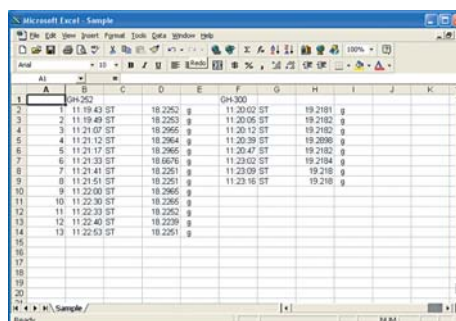 Microsoft Excel - Sample
File Edit View Insert Format Tools Data Window Help
100%
Arial 10 B I U Redo $ % ,
A1 =
A B C D E F G H I J K
1 GH-252 GH-300
2 1 11:19:43 ST 18.2252 g 11:20:02 ST 19.2181 g
3 2 11:19:49 ST 18.2253 g 11:20:05 ST 19.2182 g
4 3 11:21:07 ST 18.2955 g 11:20:12 ST 19.2182 g
5 4 11:21:12 ST 18.2964 g 11:20:39 ST 19.2898 g
6 5 11:21:17 ST 18.2965 g 11:20:47 ST 19.2182 g
7 6 11:21:33 ST 18.6676 g 11:23:02 ST 19.2184 g
8 7 11:21:41 ST 18.2251 g 11:23:09 ST 19.218 g
9 8 11:21:51 ST 18.2251 g 11:23:16 ST 19.218 g
10 9 11:22:00 ST 18.2965 g
11 10 11:22:30 ST 18.2265 g
12 11 11:22:33 ST 18.2252 g
13 12 11:22:40 ST 18.2239 g
14 13 11:22:53 ST 18.2251 g
15
16
17
18
19
20
Sample
Ready NUM